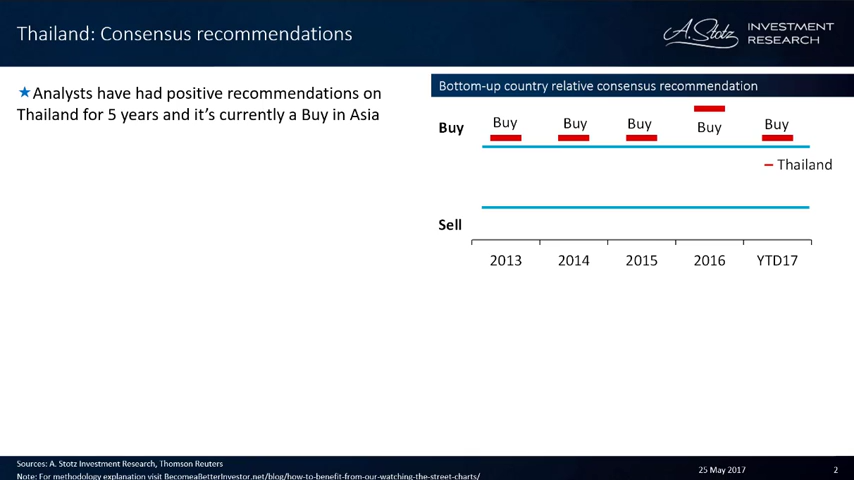 Thailand: Consensus recommendations
A. Stotz INVESTMENT
RESEARCH
★Analysts have had positive recommendations on
Thailand for 5 years and it's currently a Buy in Asia
Bottom-up country relative consensus recommendation
Buy
Buy Buy Buy Buy Buy
Thailand
Sell
2013 2014 2015 2016 YTD17
Sources: A. Stotz Investment Research, Thomson Reuters
Note: For methodology explanation visit BecomeaBetterInvestor.net/blog/how-to-benefit-from-our-watching-the-street-charts/
25 May 2017
2